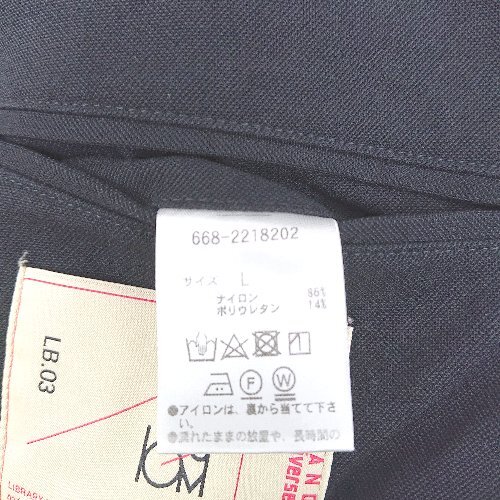 668-2218202
サイズ L
ナイロン 86%
ポリウレタン 14%
●アイロンは、裏から当てて下さ
い。
●濡れたままの放置や、長時間の
LB.03